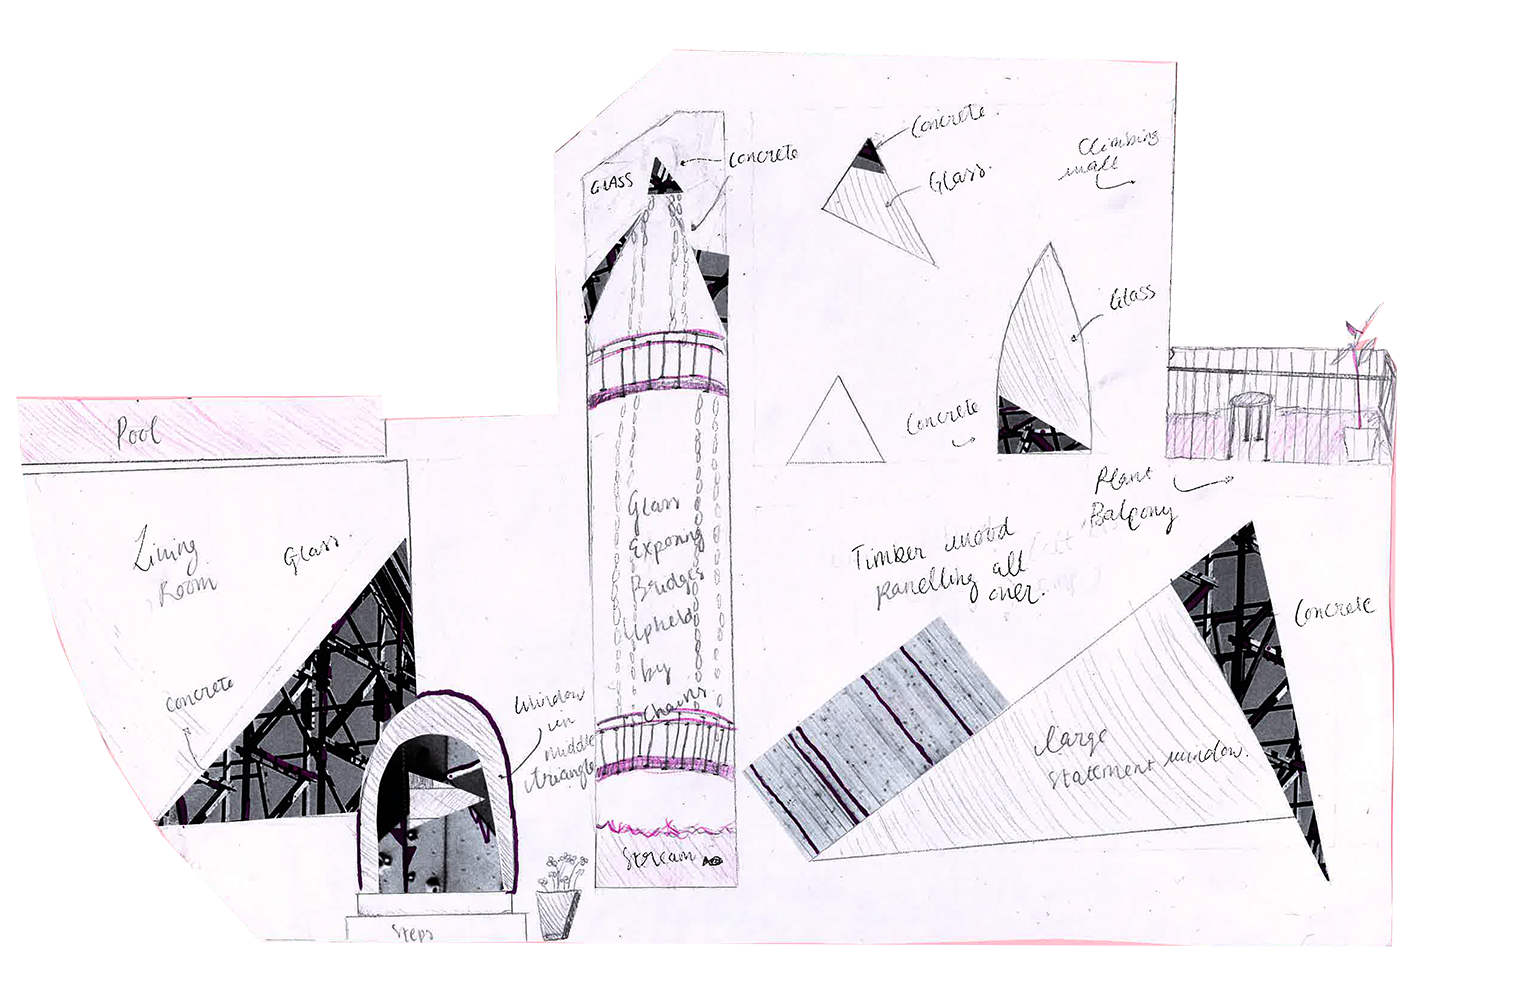 Concrete.
Glass.
Climbing
wall
Concrete
GLASS
Glass
Concrete
Plant
Balcony
Pool
Living
Room
Glass.
Concrete
Glass
Exposing
Bridges
Upheld
by
Chains
Timber wood
panelling all
over.
Concrete
Window
in
middle
triangle
Large
Statement window.
Stream
Steps